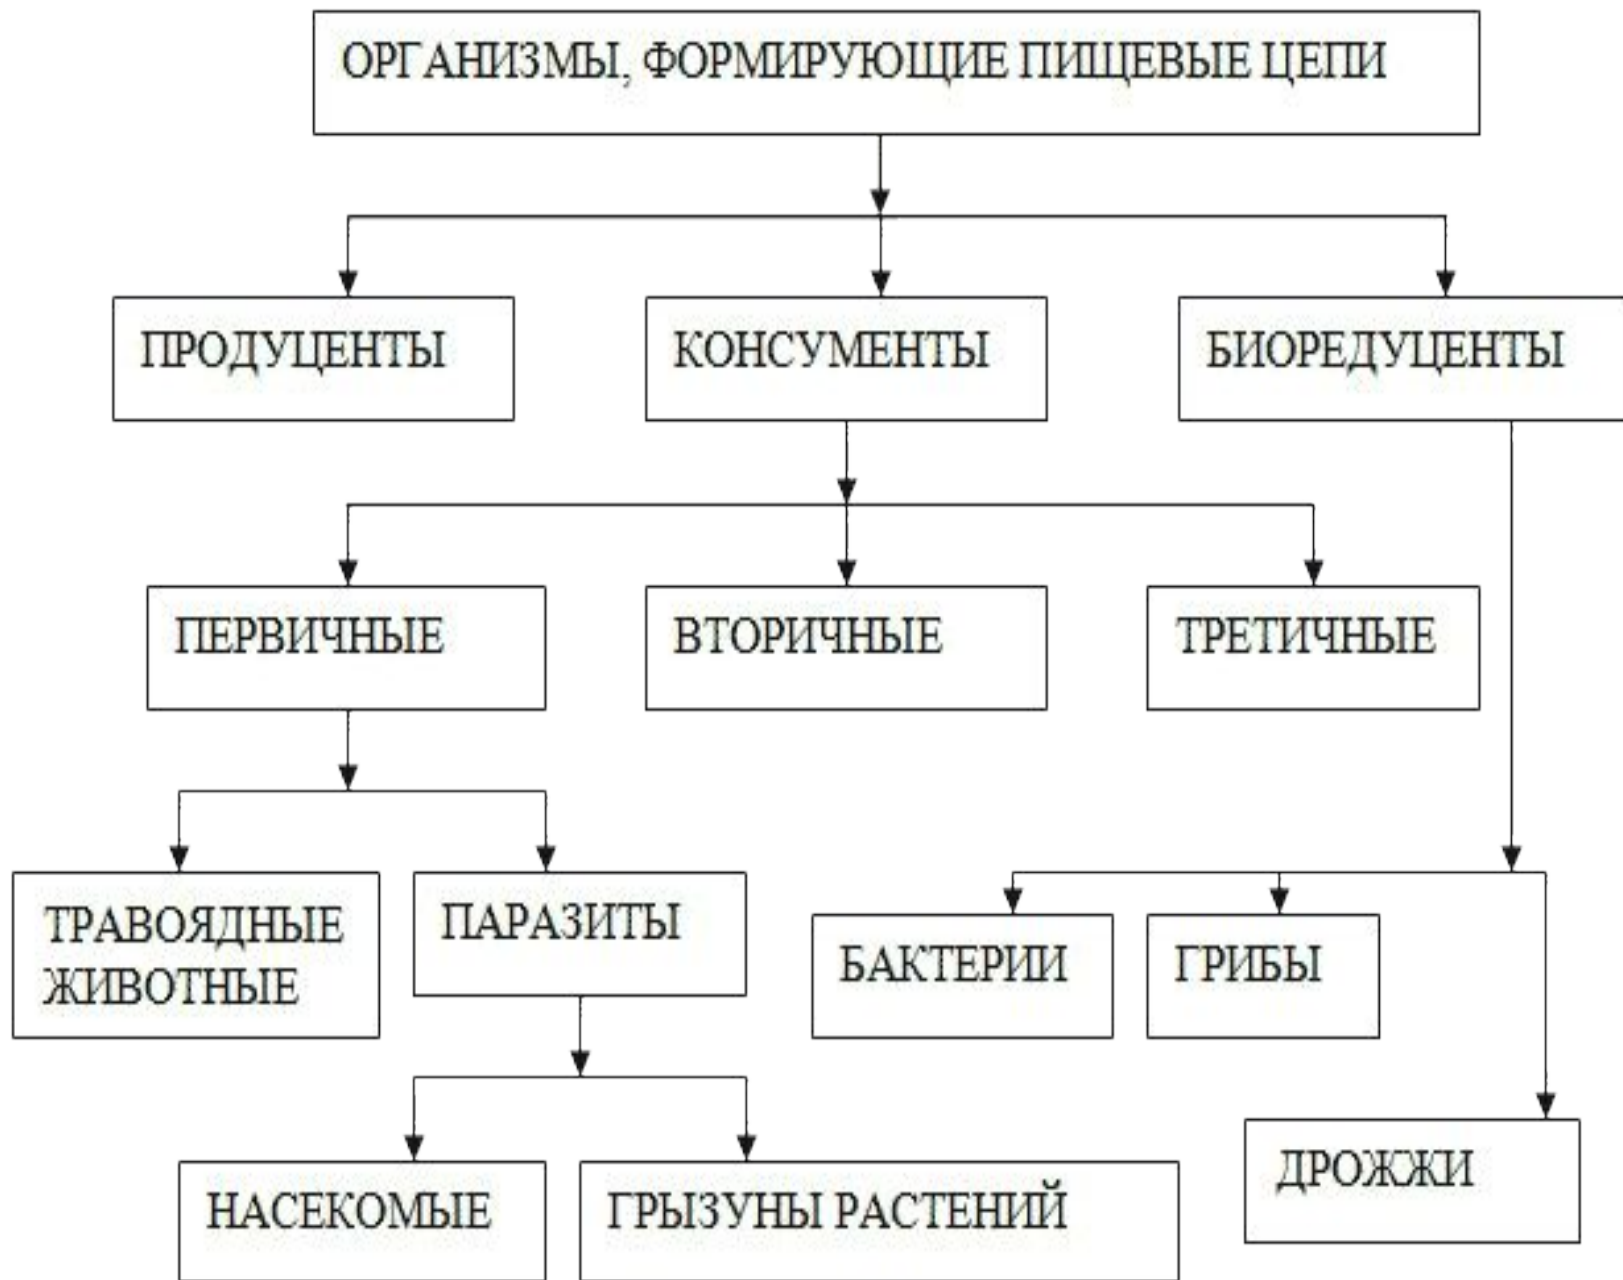 ОРГАНИЗМЫ, ФОРМИРУЮЩИЕ ПИЩЕВЫЕ ЦЕПИ
ПРОДУЦЕНТЫ
КОНСУМЕНТЫ
БИОРЕДУЦЕНТЫ
ПЕРВИЧНЫЕ
ВТОРИЧНЫЕ
ТРЕТИЧНЫЕ
ТРАВОЯДНЫЕ
ЖИВОТНЫЕ
ПАРАЗИТЫ
БАКТЕРИИ
ГРИБЫ
НАСЕКОМЫЕ
ГРЫЗУНЫ РАСТЕНИЙ
ДРОЖЖИ